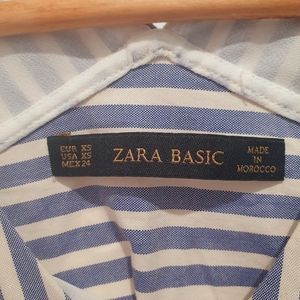 EUR XS
USA XS
MEX 24
ZARA BASIC
MADE
IN
MOROCCO